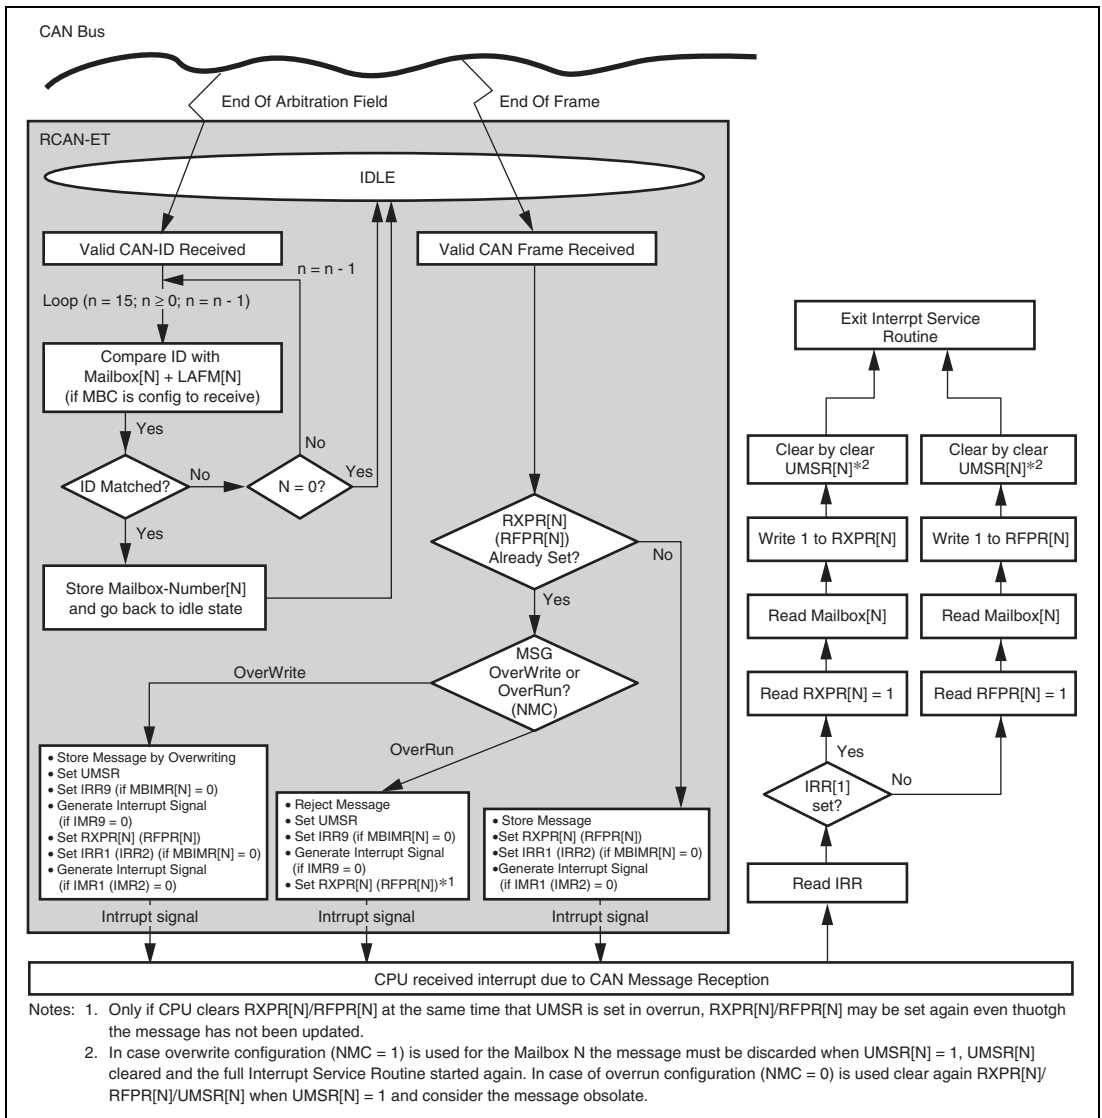 CAN Bus
End Of Arbitration Field
End Of Frame
RCAN-ET
IDLE
Valid CAN-ID Received
Valid CAN Frame Received
n = n - 1
Loop (n = 15; n ≥ 0; n = n - 1)
Compare ID with
Mailbox[N] + LAFM[N]
(if MBC is config to receive)
Yes
No
ID Matched?
No
N = 0?
Yes
Yes
Store Mailbox-Number[N]
and go back to idle state
RXPR[N]
(RFPR[N])
Already Set?
No
Yes
MSG
OverWrite or
OverRun?
(NMC)
OverWrite
OverRun
• Store Message by Overwriting
• Set UMSR
• Set IRR9 (if MBIMR[N] = 0)
• Generate Interrupt Signal
(if IMR9 = 0)
• Set RXPR[N] (RFPR[N])
• Set IRR1 (IRR2) (if MBIMR[N] = 0)
• Generate Interrupt Signal
(if IMR1 (IMR2) = 0)
• Reject Message
• Set UMSR
• Set IRR9 (if MBIMR[N] = 0)
• Generate Interrupt Signal
(if IMR9 = 0)
• Set RXPR[N] (RFPR[N])*1
• Store Message
•Set RXPR[N] (RFPR[N])
•Set IRR1 (IRR2) (if MBIMR[N] = 0)
•Generate Interrupt Signal
(if IMR1 (IMR2) = 0)
Intrrupt signal
Intrrupt signal
Intrrupt signal
Exit Interrpt Service
Routine
Clear by clear
UMSR[N]*2
Clear by clear
UMSR[N]*2
Write 1 to RXPR[N]
Write 1 to RFPR[N]
Read Mailbox[N]
Read Mailbox[N]
Read RXPR[N] = 1
Read RFPR[N] = 1
Yes
No
IRR[1]
set?
Read IRR
CPU received interrupt due to CAN Message Reception
Notes: 1. Only if CPU clears RXPR[N]/RFPR[N] at the same time that UMSR is set in overrun, RXPR[N]/RFPR[N] may be set again even thuotgh
the message has not been updated.
2. In case overwrite configuration (NMC = 1) is used for the Mailbox N the message must be discarded when UMSR[N] = 1, UMSR[N]
cleared and the full Interrupt Service Routine started again. In case of overrun configuration (NMC = 0) is used clear again RXPR[N]/
RFPR[N]/UMSR[N] when UMSR[N] = 1 and consider the message obsolate.